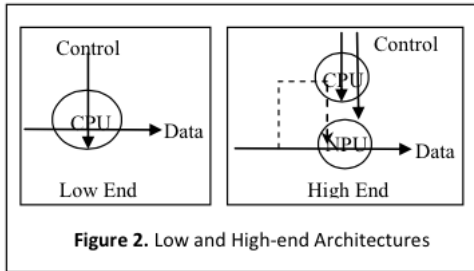 Control
CPU
Data
Low End
Control
CPU
NPU
Data
High End
Figure 2. Low and High-end Architectures